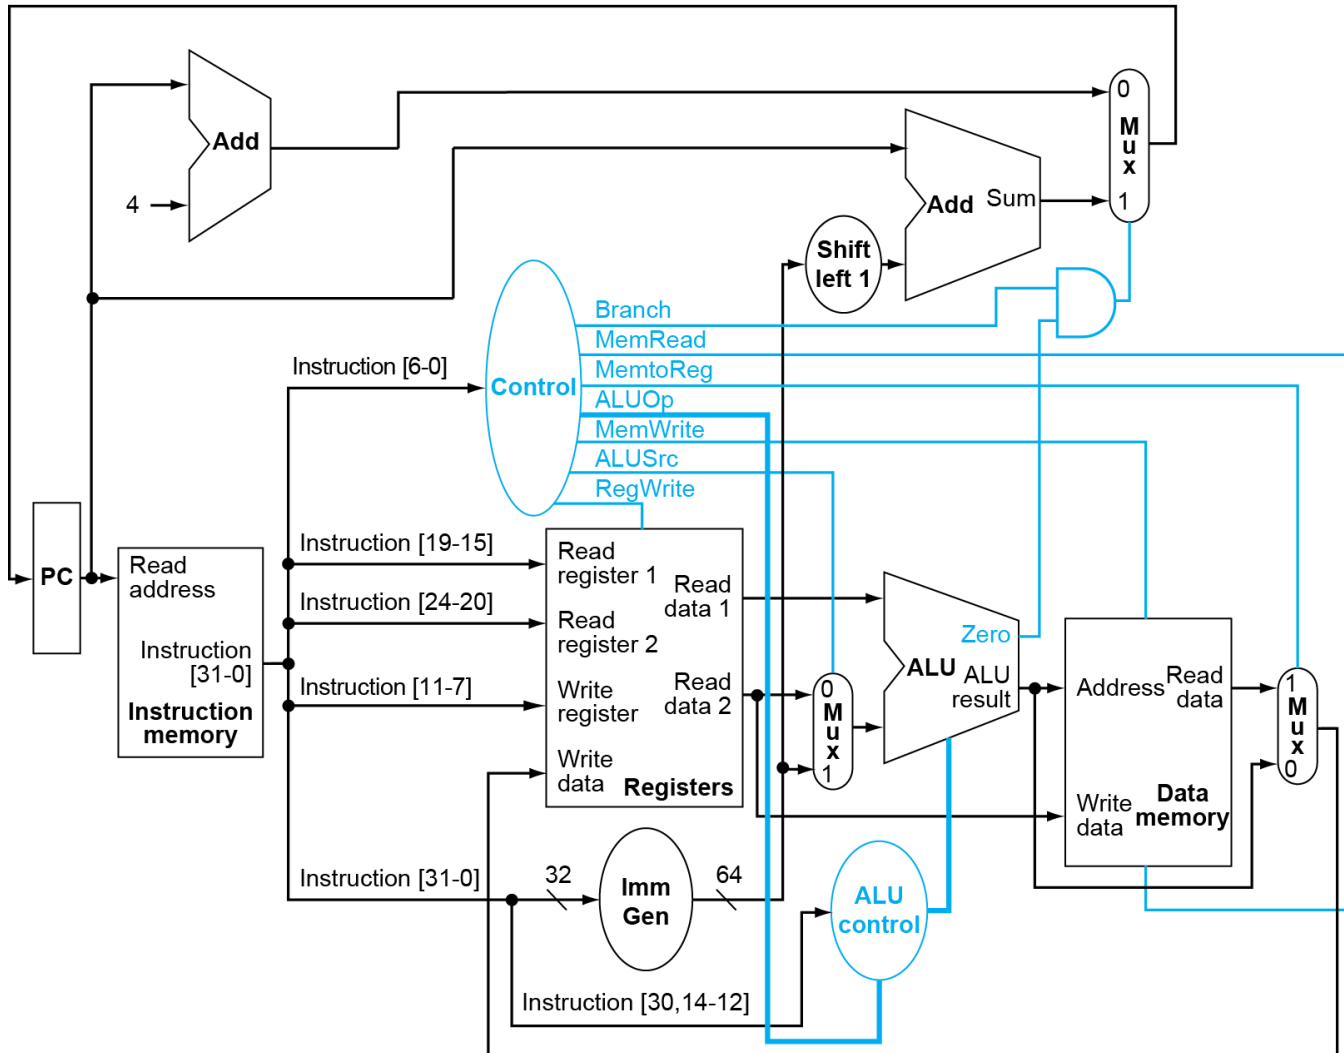 Add
4
0
Mux
1
Add
Sum
Shift
left 1
Branch
MemRead
MemtoReg
ALUOp
MemWrite
ALUSrc
RegWrite
Control
Instruction [6-0]
PC
Read
address
Instruction
[31-0]
Instruction
memory
Instruction [19-15]
Instruction [24-20]
Instruction [11-7]
Instruction [31-0]
Read
register 1
Read
register 2
Write
register
Write
data
Read
data 1
Read
data 2
Registers
0
Mux
1
Zero
ALU
ALU
result
Address
Read
data
Write
data
Data
memory
1
Mux
0
32
Imm
Gen
64
ALU
control
Instruction [30,14-12]